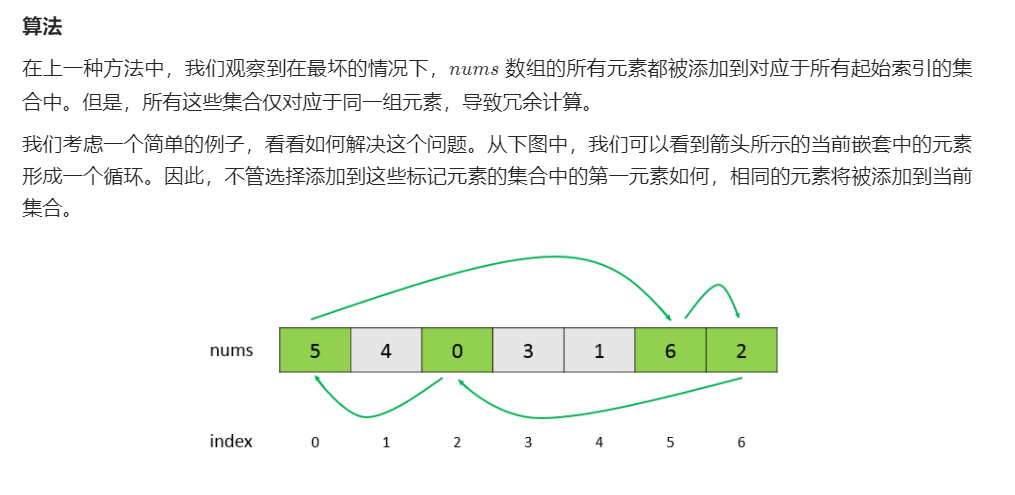 算法
在上一种方法中，我们观察到在最坏的情况下，nums 数组的所有元素都被添加到对应于所有起始索引的集
合中。但是，所有这些集合仅对应于同一组元素，导致冗余计算。
我们考虑一个简单的例子，看看如何解决这个问题。从下图中，我们可以看到箭头所示的当前嵌套中的元素
形成一个循环。因此，不管选择添加到这些标记元素的集合中的第一元素如何，相同的元素将被添加到当前
集合。
nums 5 4 0 3 1 6 2
index 0 1 2 3 4 5 6